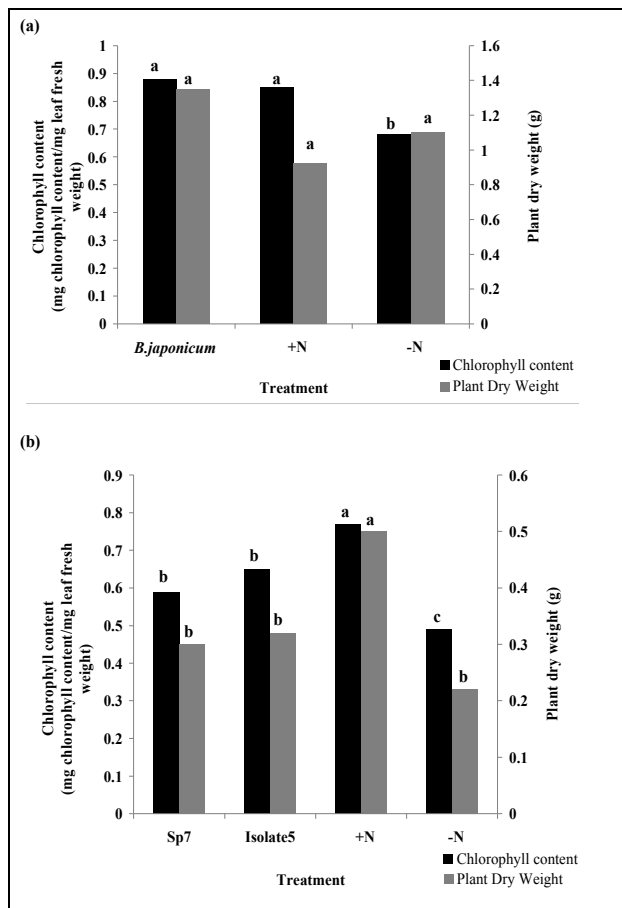 (a)
Chlorophyll content
(mg chlorophyll content/mg leaf fresh
weight)
1
0.9
0.8
0.7
0.6
0.5
0.4
0.3
0.2
0.1
0
a
a
a
a
b
a
1.6
1.4
1.2
1
0.8
0.6
0.4
0.2
0
Plant dry weight (g)
B.japonicum +N -N
Treatment
Chlorophyll content
Plant Dry Weight
(b)
Chlorophyll content
(mg chlorophyll content/mg leaf fresh
weight)
0.9
0.8
0.7
0.6
0.5
0.4
0.3
0.2
0.1
0
b
b
b
b
a
a
c
b
0.6
0.5
0.4
0.3
0.2
0.1
0
Plant dry weight (g)
Sp7 Isolate5 +N -N
Treatment
Chlorophyll content
Plant Dry Weight